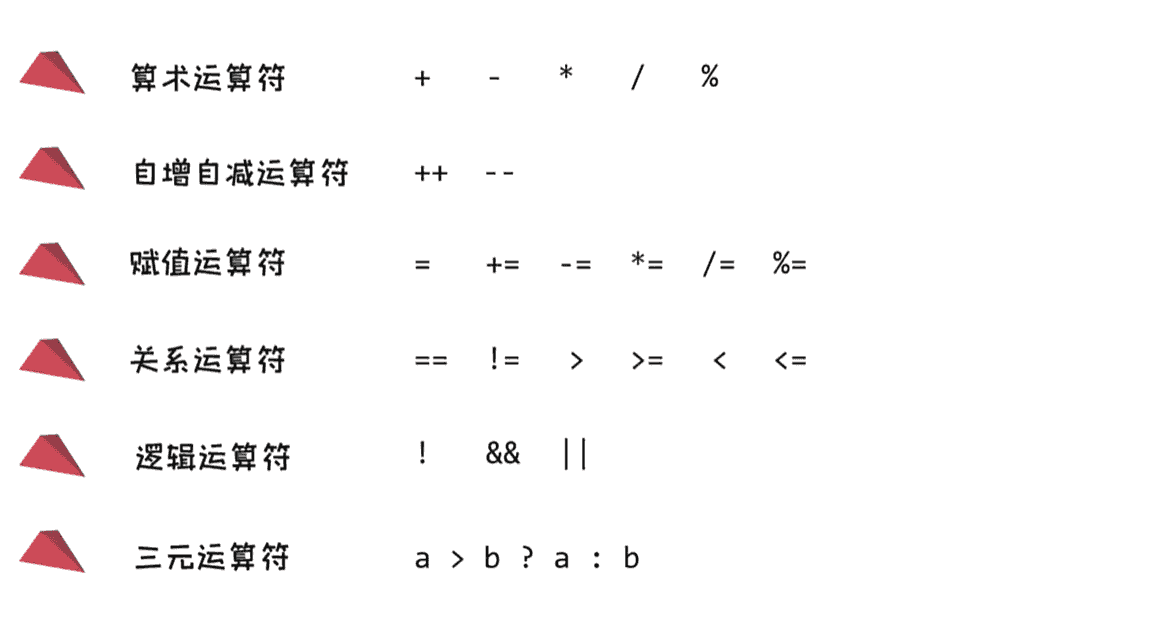 算术运算符 + - * / %
自增自减运算符 ++ --
赋值运算符 = += -= *= /= %=
关系运算符 == != > >= < <=
逻辑运算符 ! && ||
三元运算符 a > b ? a : b